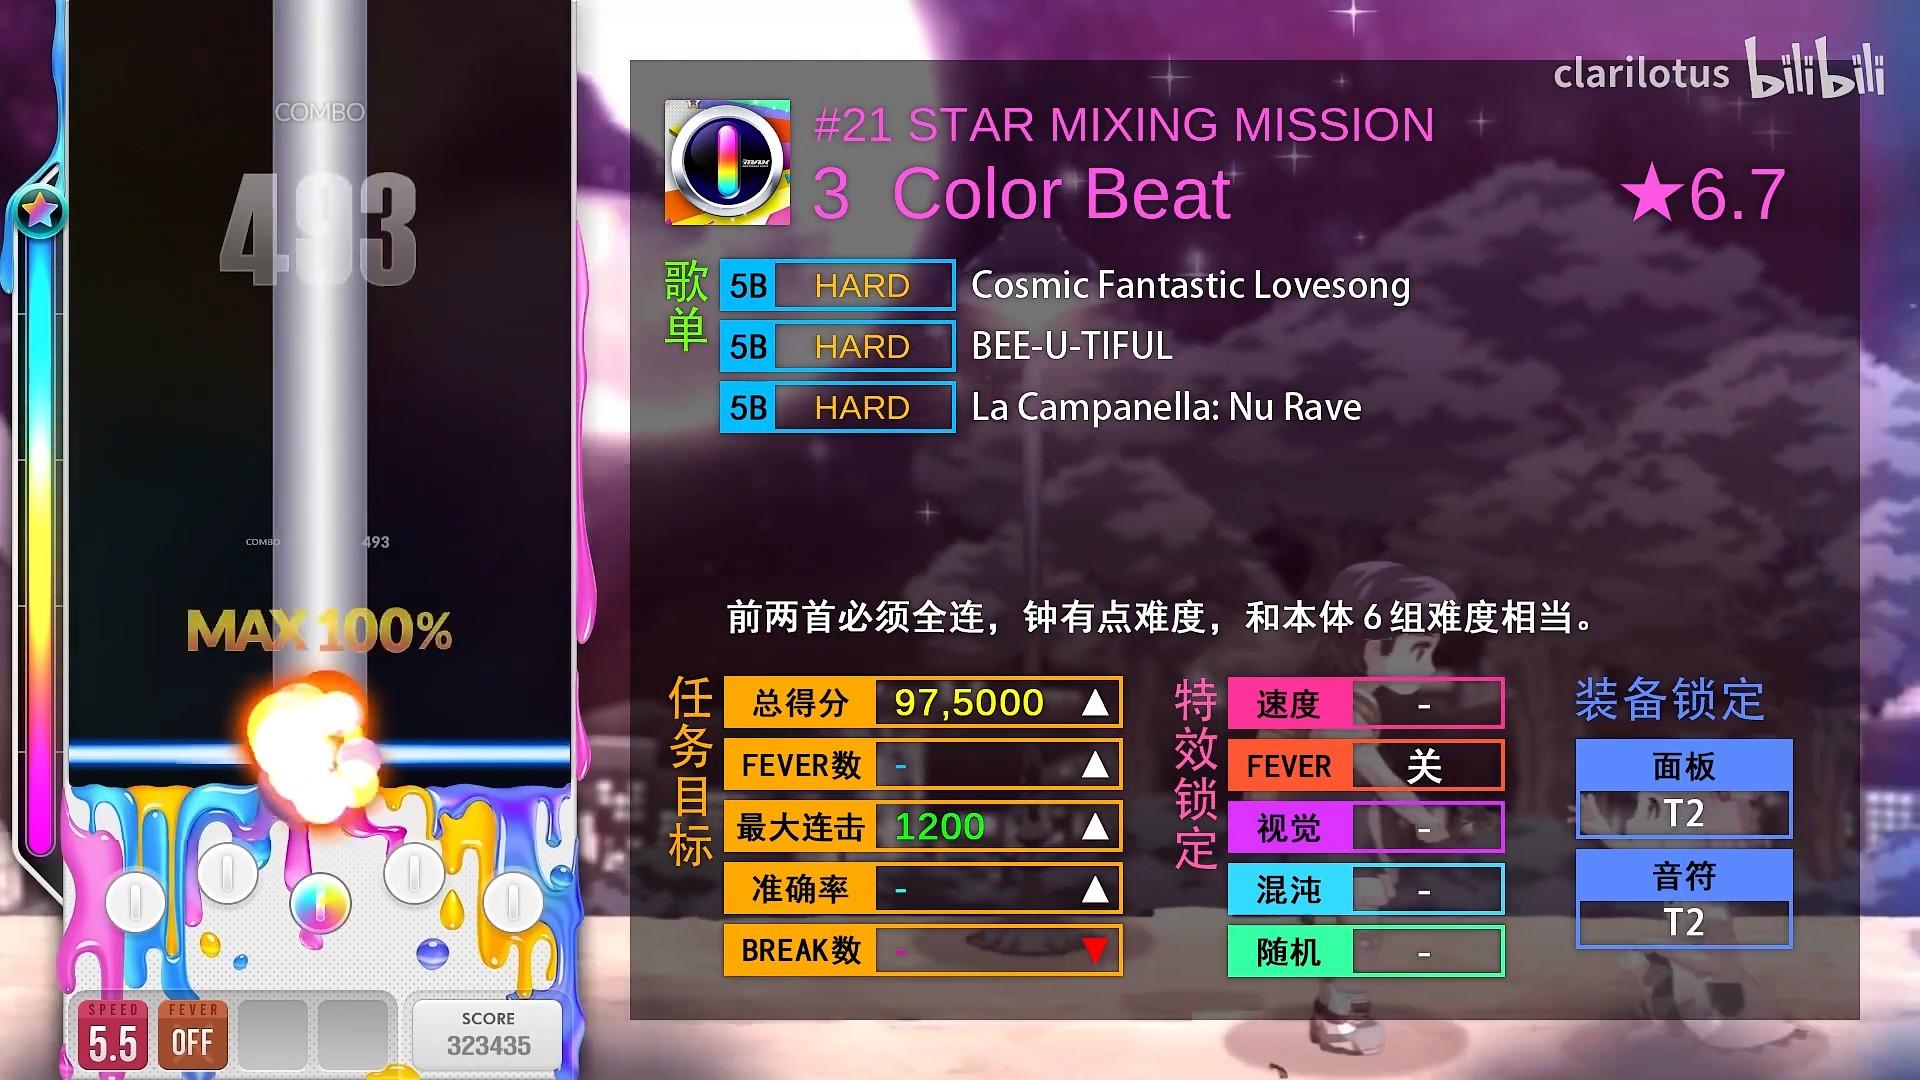 clarilotus bilibili
COMBO
493
COMBO 493
MAX 100%
SPEED
5.5
FEVER
OFF
SCORE
323435
#21 STAR MIXING MISSION
3 Color Beat
★6.7
歌单
5B HARD Cosmic Fantastic Lovesong
5B HARD BEE-U-TIFUL
5B HARD La Campanella: Nu Rave
前两首必须全连，钟有点难度，和本体6组难度相当。
任务目标
总得分 97,5000 ▲
FEVER数 - ▲
最大连击 1200 ▲
准确率 - ▲
BREAK数 - ▼
特效锁定
速度 -
FEVER 关
视觉 -
混沌 -
随机 -
装备锁定
面板
T2
音符
T2